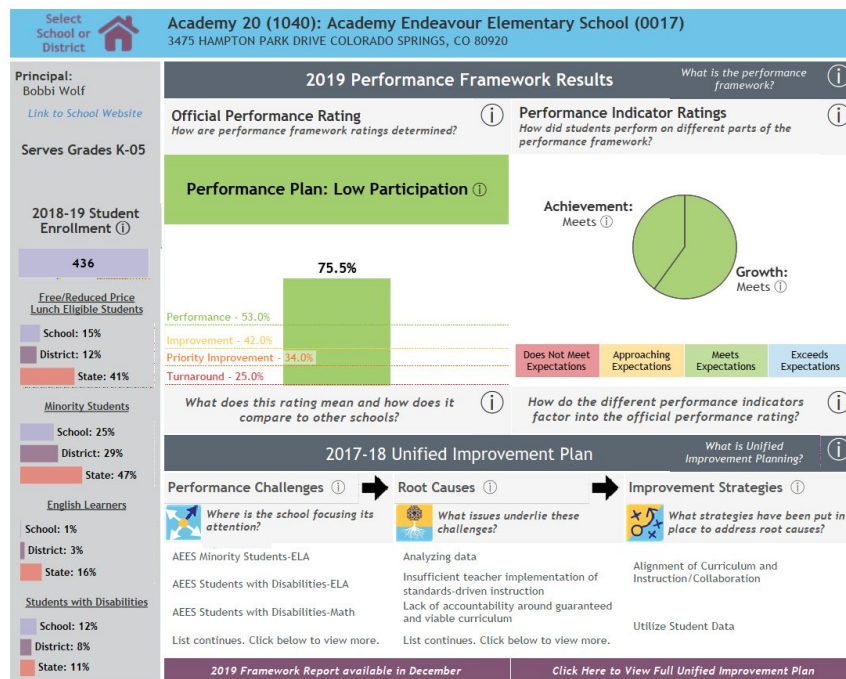 Select
School or
District
Academy 20 (1040): Academy Endeavour Elementary School (0017)
3475 HAMPTON PARK DRIVE COLORADO SPRINGS, CO 80920
Principal:
Bobbi Wolf
Link to School Website
Serves Grades K-05
2018-19 Student
Enrollment ⓘ
436
Free/Reduced Price
Lunch Eligible Students
School: 15%
District: 12%
State: 41%
Minority Students
School: 25%
District: 29%
State: 47%
English Learners
School: 1%
District: 3%
State: 16%
Students with Disabilities
School: 12%
District: 8%
State: 11%
2019 Performance Framework Results
What is the performance
framework?
ⓘ
Official Performance Rating
How are performance framework ratings determined?
ⓘ
Performance Plan: Low Participation ⓘ
75.5%
Performance - 53.0%
Improvement - 42.0%
Priority Improvement - 34.0%
Turnaround - 25.0%
What does this rating mean and how does it
compare to other schools?
ⓘ
Performance Indicator Ratings
How did students perform on different parts of the
performance framework?
ⓘ
Achievement:
Meets ⓘ
Growth:
Meets ⓘ
Does Not Meet
Expectations
Approaching
Expectations
Meets
Expectations
Exceeds
Expectations
How do the different performance indicators
factor into the official performance rating?
ⓘ
2017-18 Unified Improvement Plan
What is Unified
Improvement Planning?
ⓘ
Performance Challenges ⓘ
Where is the school focusing its
attention?
AEES Minority Students-ELA
AEES Students with Disabilities-ELA
AEES Students with Disabilities-Math
List continues. Click below to view more.
Root Causes ⓘ
What issues underlie these
challenges?
Analyzing data
Insufficient teacher implementation of
standards-driven instruction
Lack of accountability around guaranteed
and viable curriculum
List continues. Click below to view more.
Improvement Strategies ⓘ
What strategies have been put in
place to address root causes?
Alignment of Curriculum and
Instruction/Collaboration
Utilize Student Data
2019 Framework Report available in December
Click Here to View Full Unified Improvement Plan